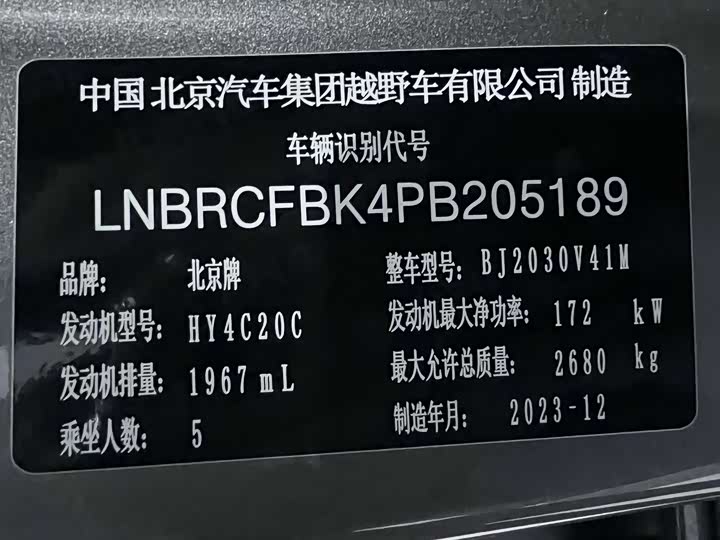 中国 北京汽车集团越野车有限公司 制造
车辆识别代号
LNBRCFBK4PB205189
品牌: 北京牌 整车型号: BJ2030V41M
发动机型号: HY4C20C 发动机最大净功率: 172 kW
发动机排量: 1967 mL 最大允许总质量: 2680 kg
乘坐人数: 5 制造年月: 2023-12